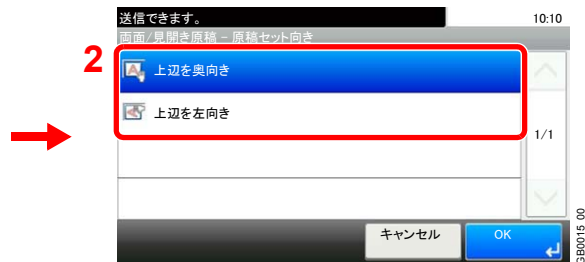 送信できます。
10:10
両面/見開き原稿 - 原稿セット向き
2
上辺を奥向き
上辺を左向き
1/1
キャンセル
OK
GB0015_00